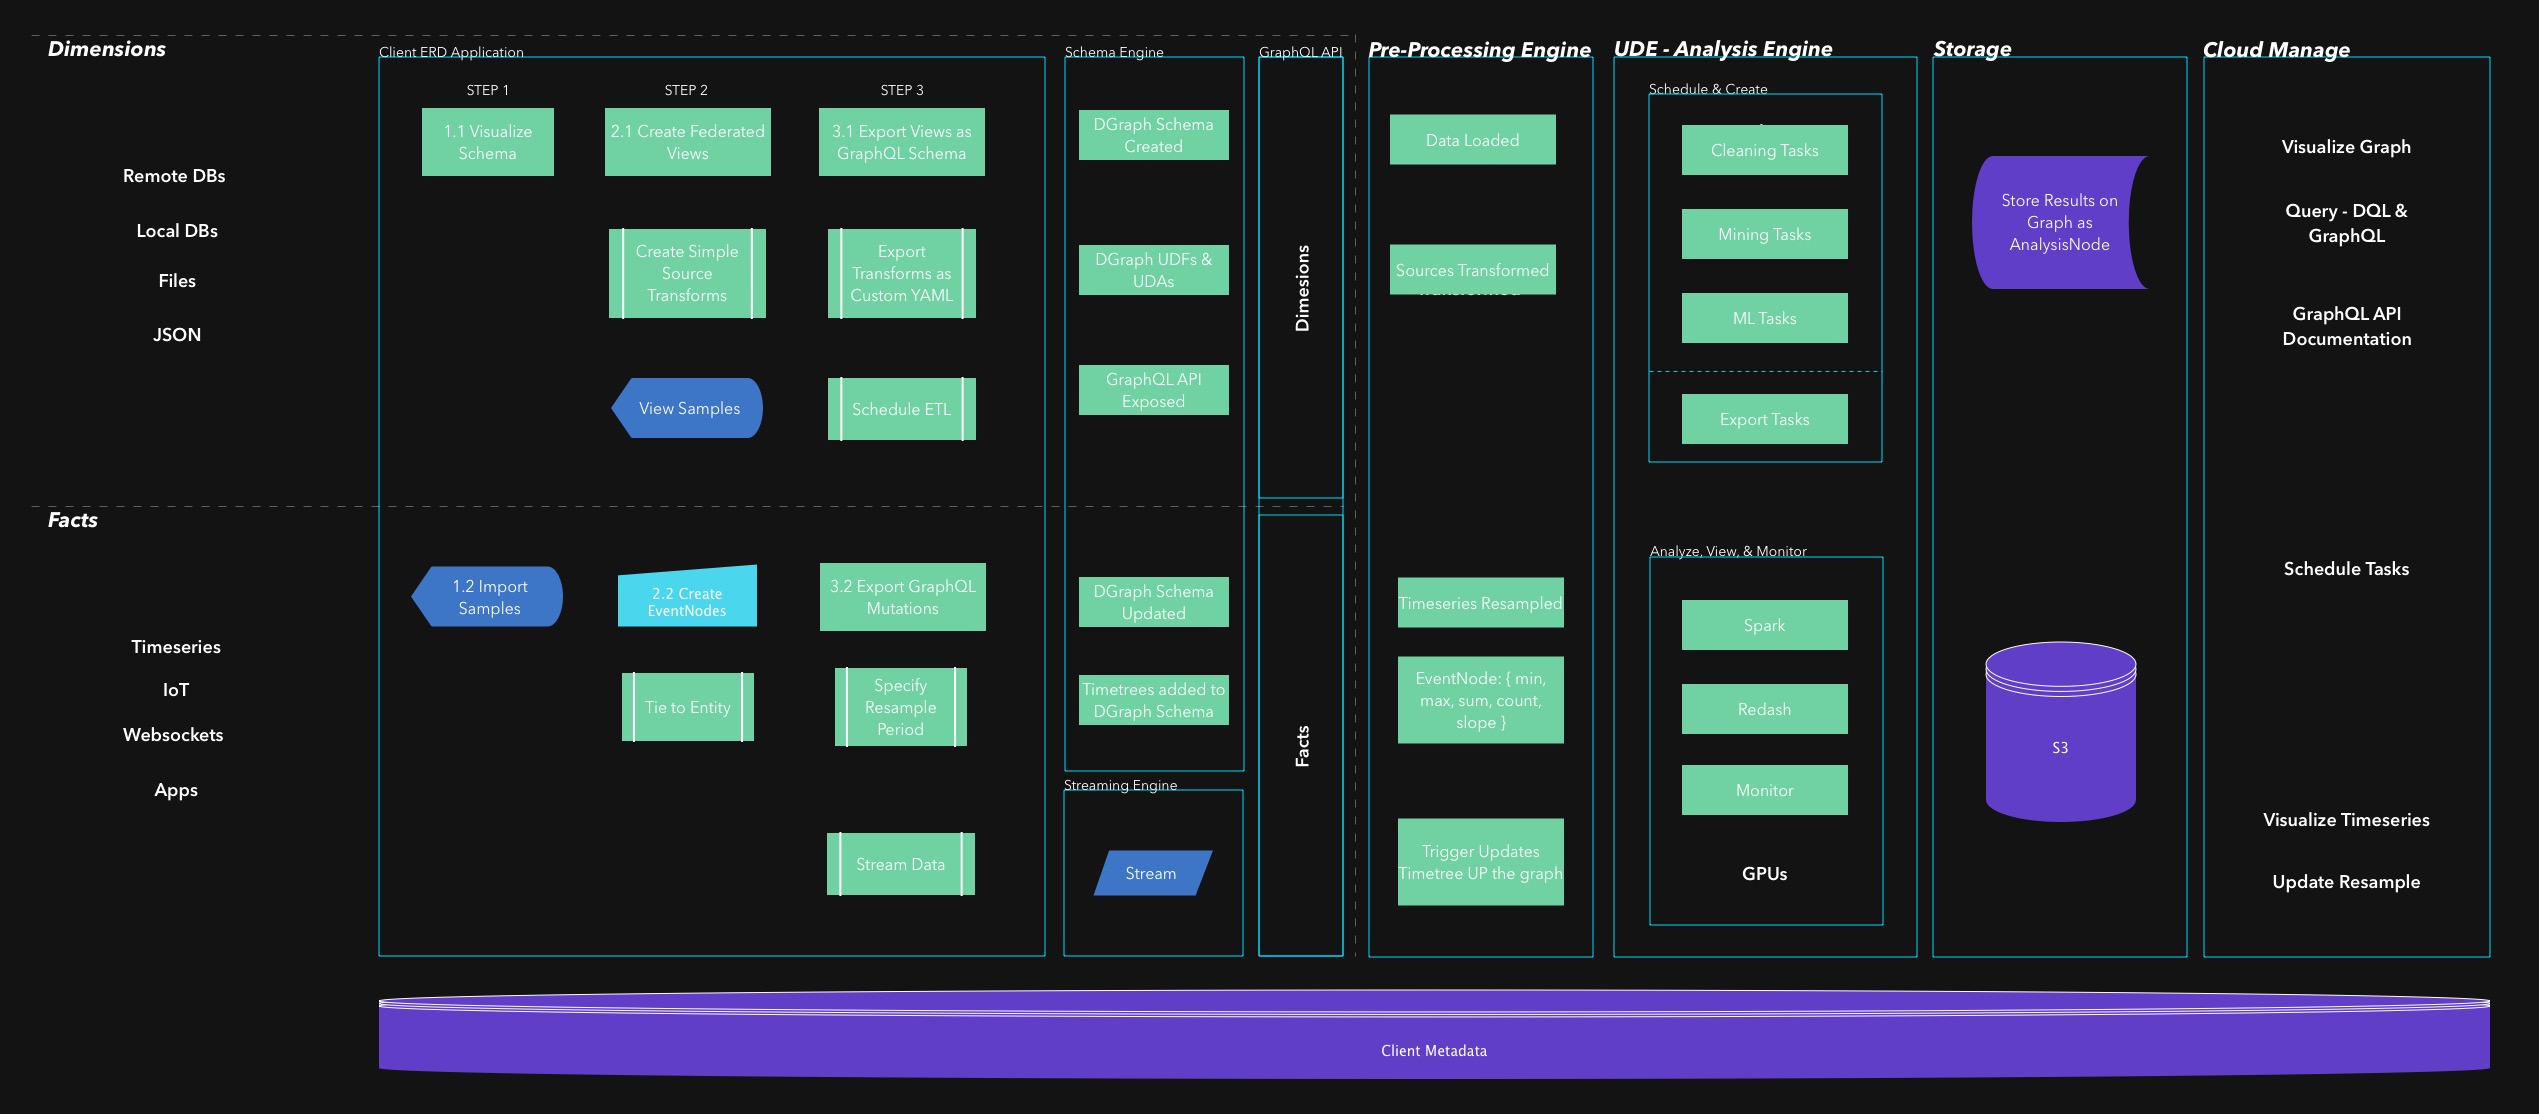 Dimensions
Remote DBs
Local DBs
Files
JSON
Facts
Timeseries
IoT
Websockets
Apps
Client ERD Application
STEP 1
1.1 Visualize
Schema
STEP 2
2.1 Create Federated
Views
Create Simple
Source
Transforms
View Samples
STEP 3
3.1 Export Views as
GraphQL Schema
Export
Transforms as
Custom YAML
Schedule ETL
1.2 Import
Samples
2.2 Create
EventNodes
Tie to Entity
3.2 Export GraphQL
Mutations
Specify
Resample
Period
Stream Data
Schema Engine
DGraph Schema
Created
DGraph UDFs &
UDAs
GraphQL API
Exposed
DGraph Schema
Updated
Timetrees added to
DGraph Schema
Streaming Engine
Stream
GraphQL API
Dimesions
Facts
Pre-Processing Engine
Data Loaded
Sources Transformed
Timeseries Resampled
EventNode: { min,
max, sum, count,
slope }
Trigger Updates
Timetree UP the graph
UDE - Analysis Engine
Schedule & Create
Cleaning Tasks
Mining Tasks
ML Tasks
Export Tasks
Analyze, View, & Monitor
Spark
Redash
Monitor
GPUs
Storage
Store Results on
Graph as
AnalysisNode
S3
Cloud Manage
Visualize Graph
Query - DQL &
GraphQL
GraphQL API
Documentation
Schedule Tasks
Visualize Timeseries
Update Resample
Client Metadata